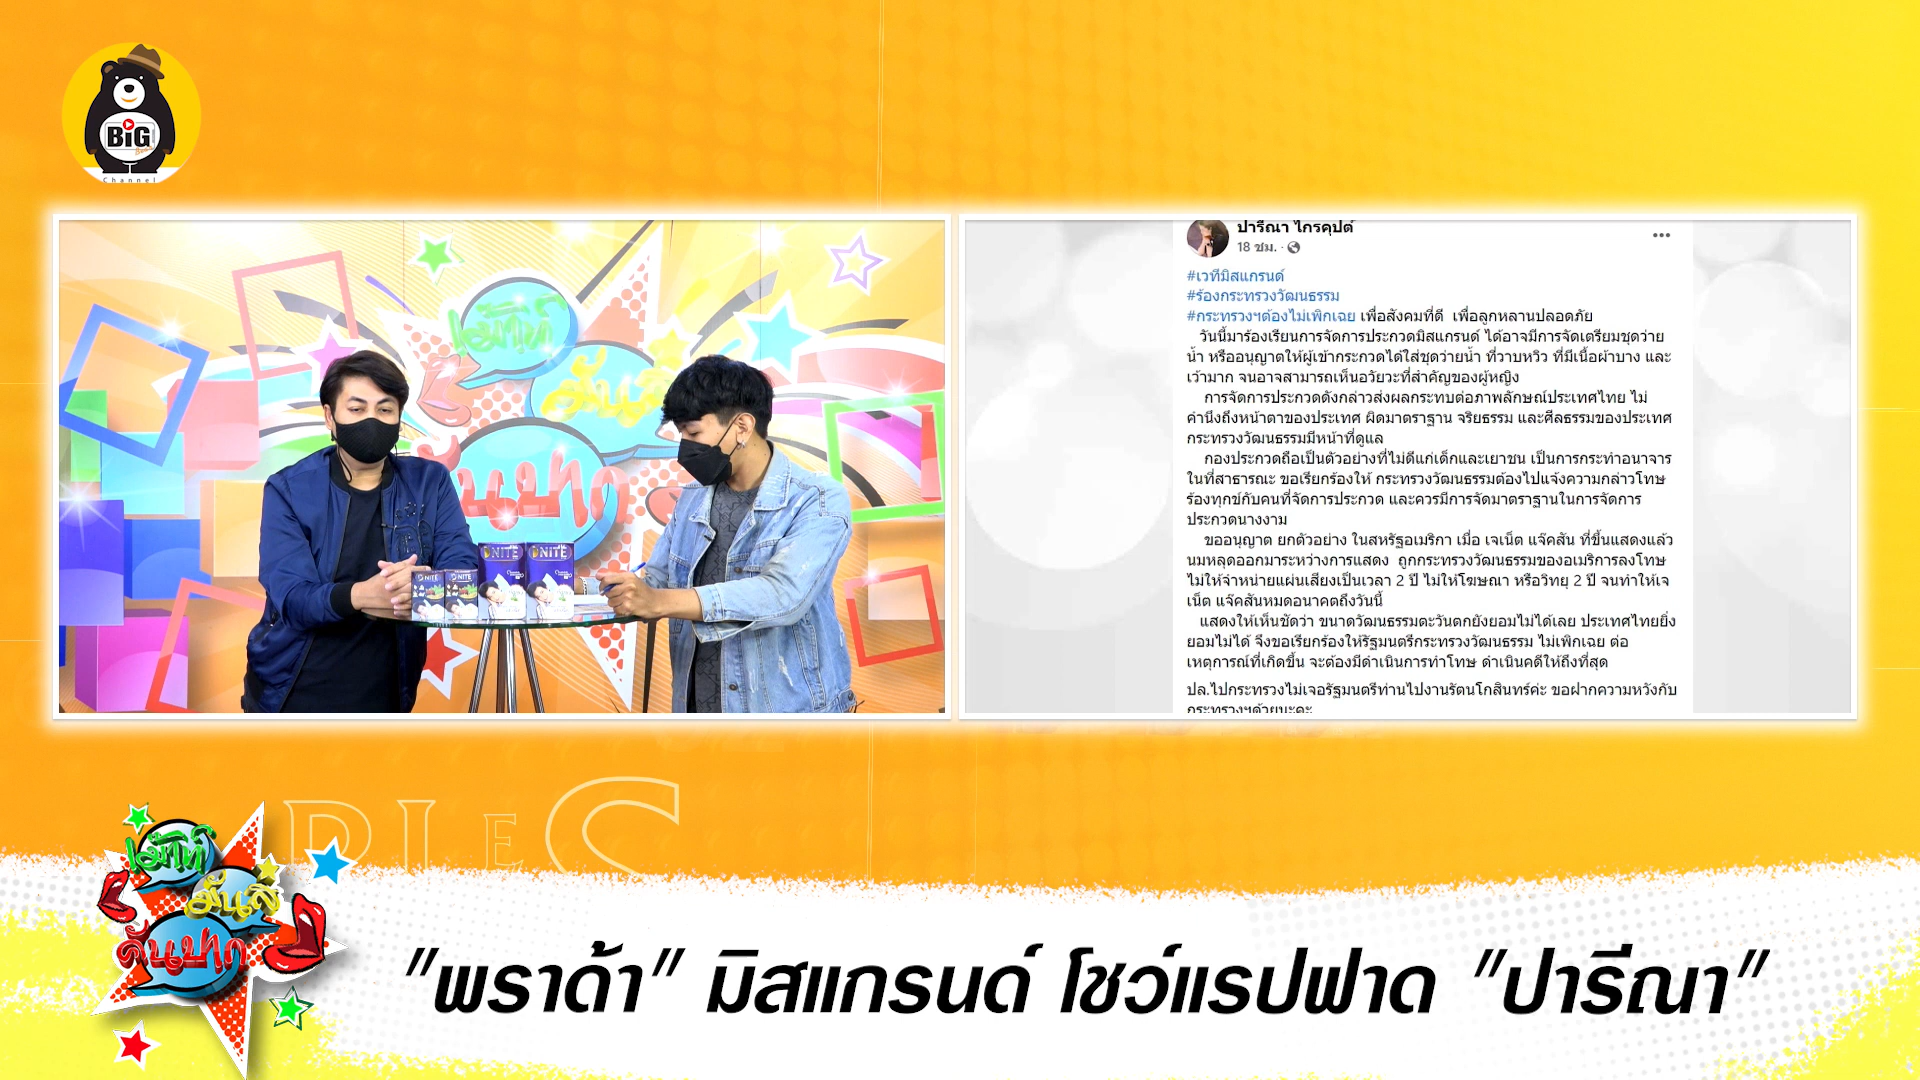 BiG
Channel
เม้าท์
มันส์
คันปาก
NITE
NITE
NITE
NITE
ปารีณา ไกรคุปต์
18 ชม.
#เวทีมิสแกรนด์
#ร้องกระทรวงวัฒนธรรม
#กระทรวงฯต้องไม่เพิกเฉย เพื่อสังคมที่ดี เพื่อลูกหลานปลอดภัย
วันนี้มาร้องเรียนการจัดการประกวดมิสแกรนด์ ได้อาจมีการจัดเตรียมชุดว่าย
น้ำ หรืออนุญาตให้ผู้เข้ากระกวดได้ใส่ชุดว่ายน้ำ ที่วาบหวิว ที่มีเนื้อผ้าบาง และ
เว้ามาก จนอาจสามารถเห็นอวัยวะที่สำคัญของผู้หญิง
การจัดการประกวดดังกล่าวส่งผลกระทบต่อภาพลักษณ์ประเทศไทย ไม่
คำนึงถึงหน้าตาของประเทศ ผิดมาตราฐาน จริยธรรม และศีลธรรมของประเทศ
กระทรวงวัฒนธรรมมีหน้าที่ดูแล
กองประกวดถือเป็นตัวอย่างที่ไม่ดีแก่เด็กและเยาชน เป็นการกระทำอนาจาร
ในที่สาธารณะ ขอเรียกร้องให้ กระทรวงวัฒนธรรมต้องไปแจ้งความกล่าวโทษ
ร้องทุกข์กับคนที่จัดการประกวด และควรมีการจัดมาตราฐานในการจัดการ
ประกวดนางงาม
ขออนุญาต ยกตัวอย่าง ในสหรัฐอเมริกา เมื่อ เจเน็ต แจ๊คสัน ที่ขึ้นแสดงแล้ว
นมหลุดออกมาระหว่างการแสดง ถูกกระทรวงวัฒนธรรมของอเมริการลงโทษ
ไม่ให้จำหน่ายแผ่นเสียงเป็นเวลา 2 ปี ไม่ให้โฆษณา หรือวิทยุ 2 ปี จนทำให้เจ
เน็ต แจ๊คสันหมดอนาคตถึงวันนี้
แสดงให้เห็นชัดว่า ขนาดวัฒนธรรมตะวันตกยังยอมไม่ได้เลย ประเทศไทยยิ่ง
ยอมไม่ได้ จึงขอเรียกร้องให้รัฐมนตรีกระทรวงวัฒนธรรม ไม่เพิกเฉย ต่อ
เหตุการณ์ที่เกิดขึ้น จะต้องมีดำเนินการทำโทษ ดำเนินคดีให้ถึงที่สุด
ปล.ไปกระทรวงไม่เจอรัฐมนตรีท่านไปงานรัตนโกสินทร์ค่ะ ขอฝากความหวังกับ
กระทรวงฯด้วยนะคะ
เม้าท์
มันส์
คันปาก
"พราด้า" มิสแกรนด์ โชว์แรปฟาด "ปารีณา"